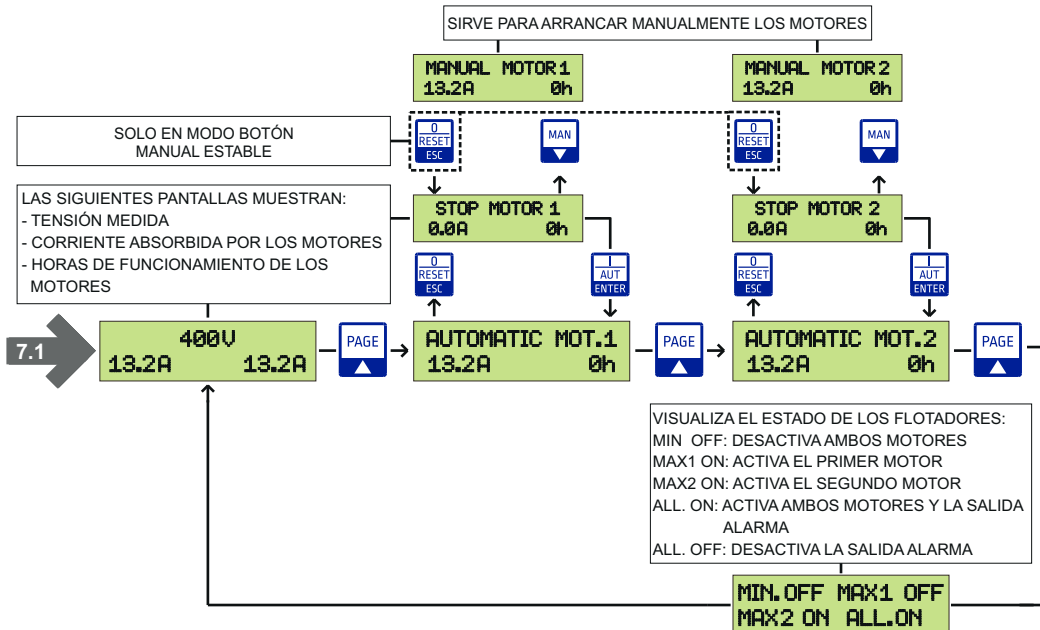 SIRVE PARA ARRANCAR MANUALMENTE LOS MOTORES
MANUAL MOTOR 1
13.2A 0h
MANUAL MOTOR 2
13.2A 0h
SOLO EN MODO BOTÓN
MANUAL ESTABLE
0
RESET
ESC
MAN
0
RESET
ESC
MAN
LAS SIGUIENTES PANTALLAS MUESTRAN:
- TENSIÓN MEDIDA
- CORRIENTE ABSORBIDA POR LOS MOTORES
- HORAS DE FUNCIONAMIENTO DE LOS
MOTORES
STOP MOTOR 1
0.0A 0h
STOP MOTOR 2
0.0A 0h
0
RESET
ESC
I
AUT
ENTER
0
RESET
ESC
I
AUT
ENTER
7.1
400V
13.2A 13.2A
PAGE
AUTOMATIC MOT.1
13.2A 0h
PAGE
AUTOMATIC MOT.2
13.2A 0h
PAGE
VISUALIZA EL ESTADO DE LOS FLOTADORES:
MIN OFF: DESACTIVA AMBOS MOTORES
MAX1 ON: ACTIVA EL PRIMER MOTOR
MAX2 ON: ACTIVA EL SEGUNDO MOTOR
ALL. ON: ACTIVA AMBOS MOTORES Y LA SALIDA
ALARMA
ALL. OFF: DESACTIVA LA SALIDA ALARMA
MIN.OFF MAX1 OFF
MAX2 ON ALL.ON